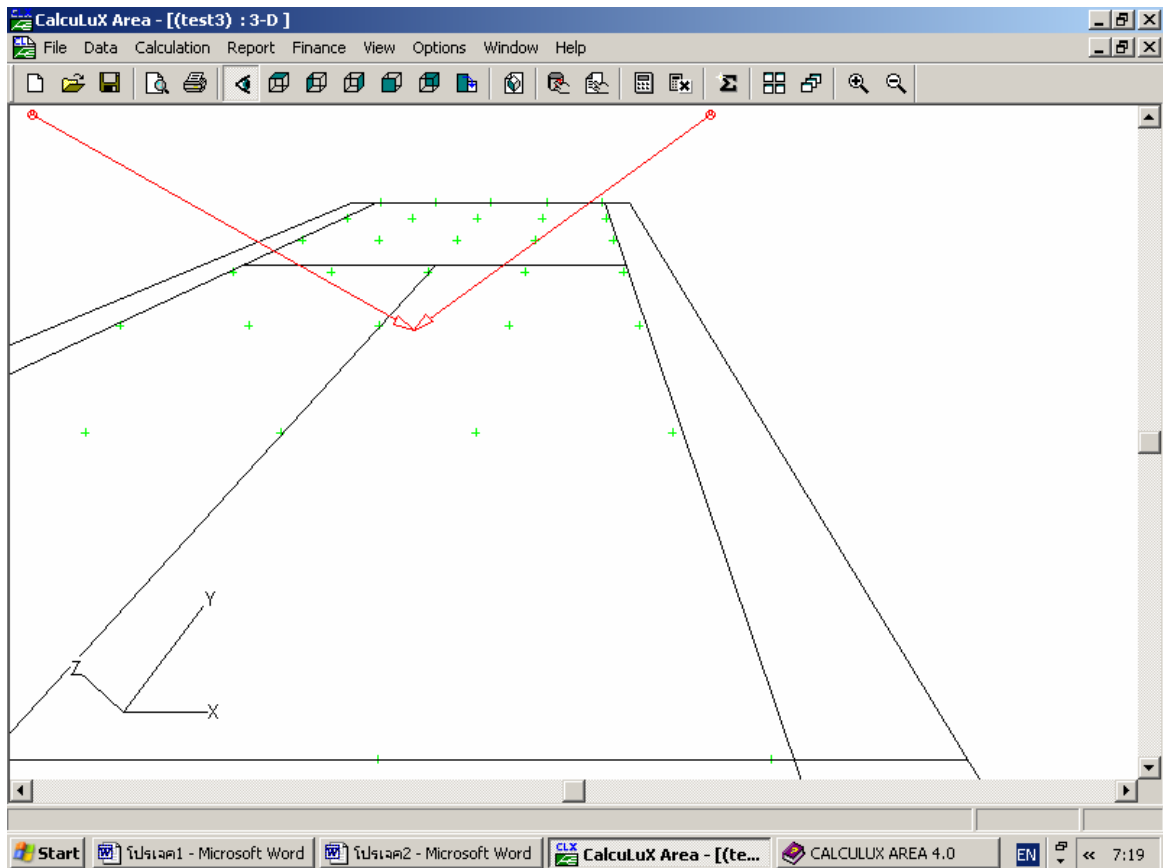 CalcuLuX Area - [(test3) : 3-D ]
File Data Calculation Report Finance View Options Window Help
Y
Z
X
Start โปรเจค1 - Microsoft Word โปรเจค2 - Microsoft Word CLX CalcuLuX Area - [(te... CALCULUX AREA 4.0 EN « 7:19